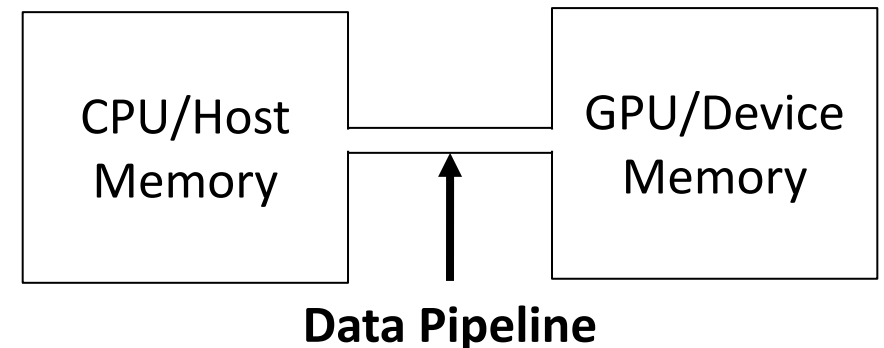 CPU/Host
Memory
GPU/Device
Memory
Data Pipeline